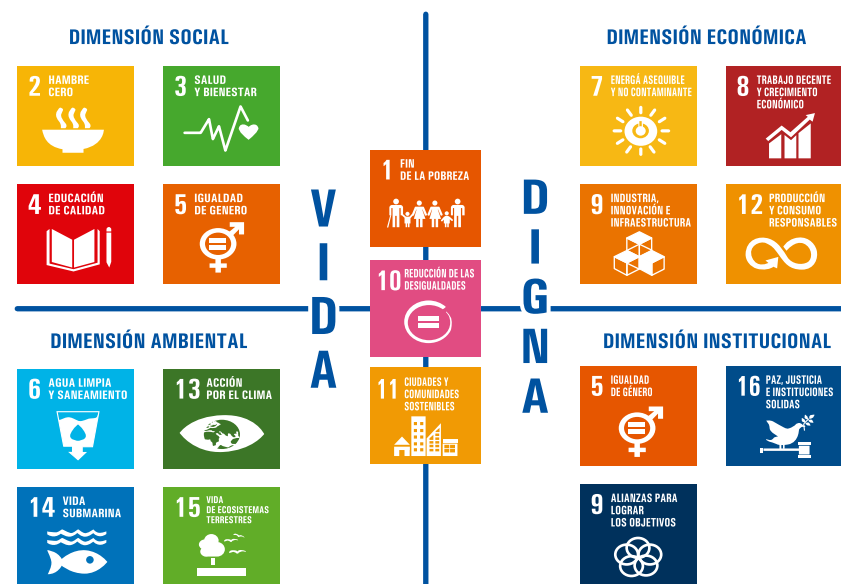 DIMENSIÓN SOCIAL
2 HAMBRE
CERO
3 SALUD
Y BIENESTAR
4 EDUCACIÓN
DE CALIDAD
5 IGUALDAD
DE GENERO
DIMENSIÓN ECONÓMICA
7 ENERGÁ ASEQUIBLE
Y NO CONTAMINANTE
8 TRABAJO DECENTE
Y CRECIMIENTO
ECONÓMICO
9 INDUSTRIA,
INNOVACIÓN E
INFRAESTRUCTURA
12 PRODUCCIÓN
Y CONSUMO
RESPONSABLES
VIDA
1 FIN
DE LA POBREZA
10 REDUCCIÓN DE LAS
DESIGUALDADES
11 CIUDADES Y
COMUNIDADES
SOSTENIBLES
DIGNA
DIMENSIÓN AMBIENTAL
6 AGUA LIMPIA
Y SANEAMIENTO
13 ACCIÓN
POR EL CLIMA
14 VIDA
SUBMARINA
15 VIDA
DE ECOSISTEMAS
TERRESTRES
DIMENSIÓN INSTITUCIONAL
5 IGUALDAD
DE GÉNERO
16 PAZ, JUSTICIA
E INSTITUCIONES
SOLIDAS
9 ALIANZAS PARA
LOGRAR
LOS OBJETIVOS